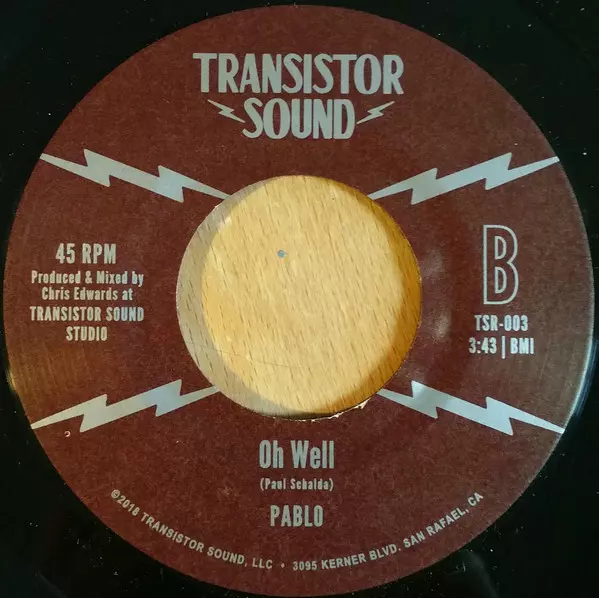 TRANSISTOR
SOUND
45 RPM
Produced & Mixed by
Chris Edwards at
TRANSISTOR SOUND
STUDIO
B
TSR-003
3:43 | BMI
Oh Well
(Paul Schalda)
PABLO
©2018 TRANSISTOR SOUND, LLC • 3095 KERNER BLVD. SAN RAFAEL, CA